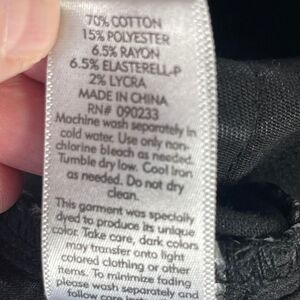 70% COTTON
15% POLYESTER
6.5% RAYON
6.5% ELASTERELL-P
2% LYCRA
MADE IN CHINA
RN# 090233
Machine wash separately in
cold water. Use only non-
chlorine bleach as needed.
Tumble dry low. Cool Iron
as needed. Do not dry
clean.
This garment was specially
dyed to produce its unique
color. Take care, dark colors
may transfer onto light
colored clothing or other
items. To minimize fading
please wash separately and
follow care